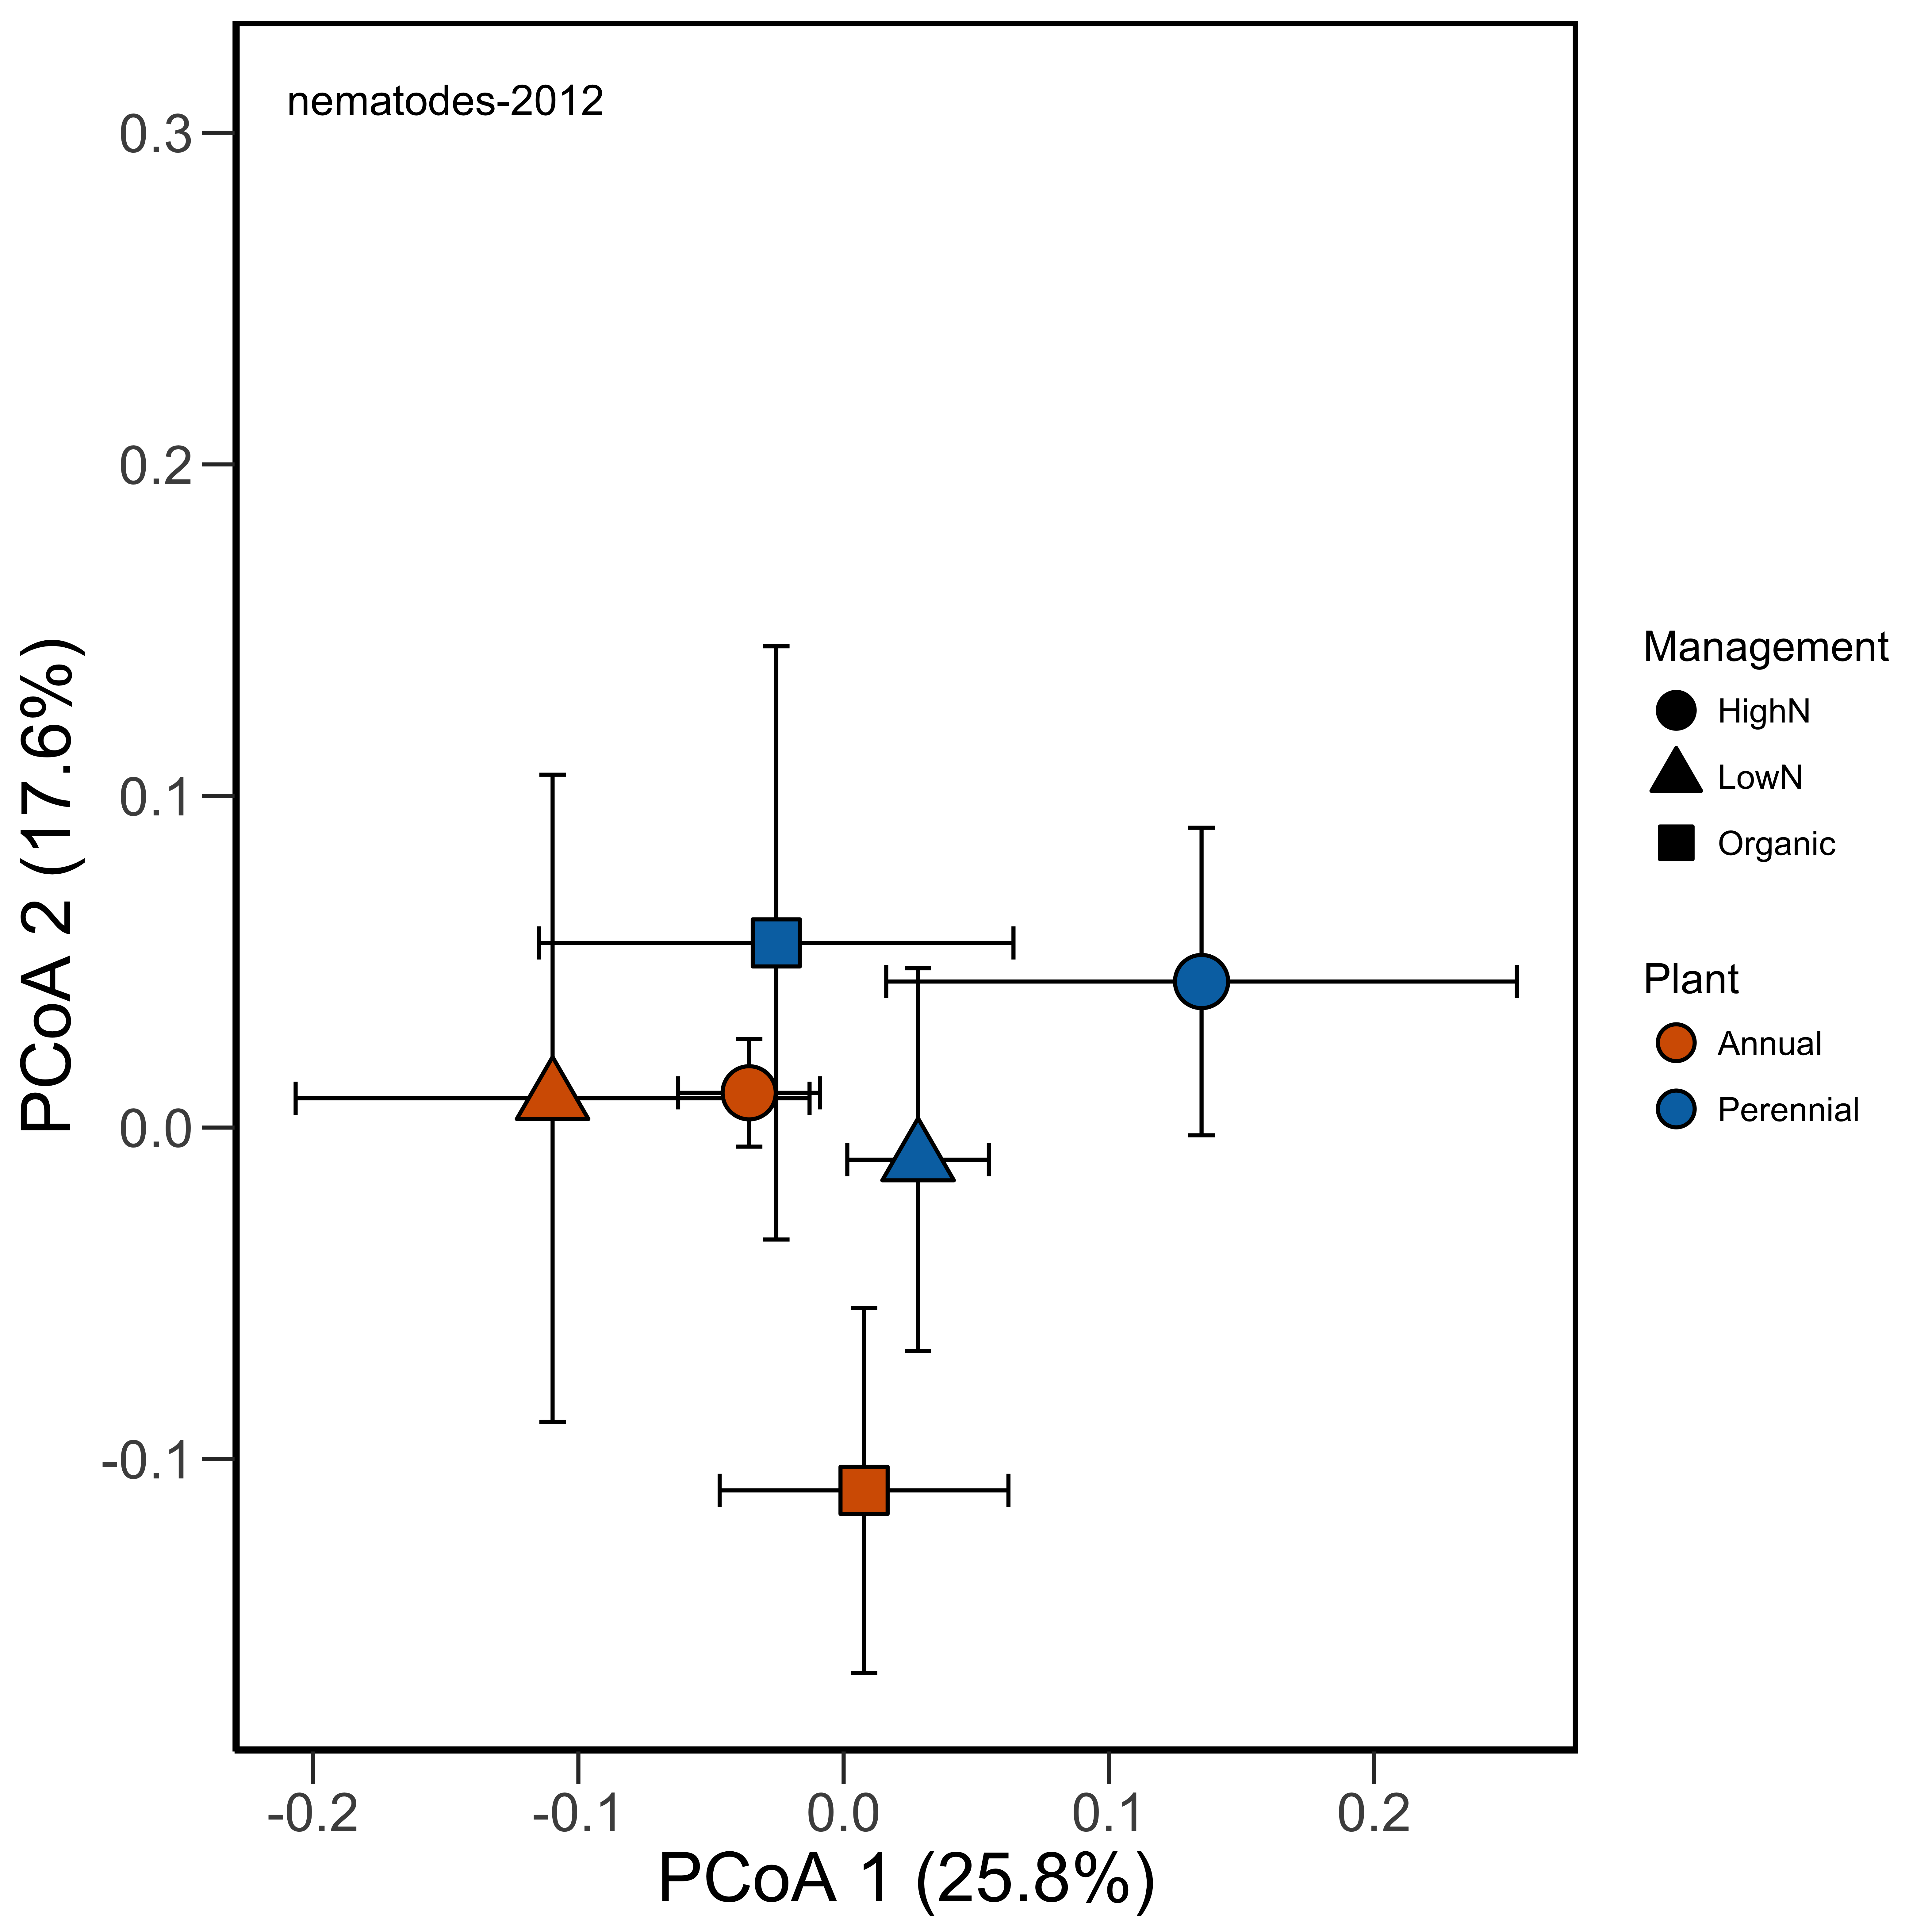 nematodes-2012
0.3
0.2
0.1
0.0
-0.1
PCoA 2 (17.6%)
-0.2
-0.1
0.0
0.1
0.2
PCoA 1 (25.8%)
Management
HighN
LowN
Organic
Plant
Annual
Perennial